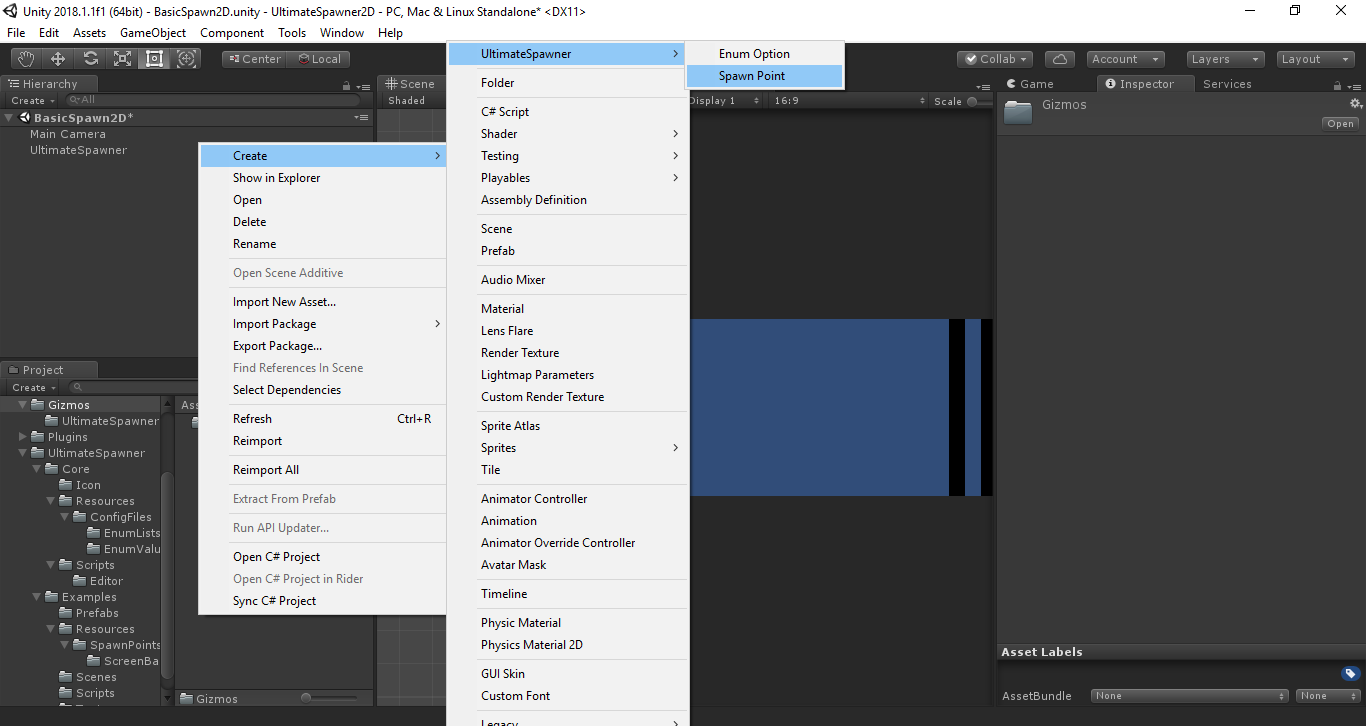 Unity 2018.1.1f1 (64bit) - BasicSpawn2D.unity - UltimateSpawner2D - PC, Mac & Linux Standalone* <DX11>
File Edit Assets GameObject Component Tools Window Help
Center Local
Collab Account Layers Layout
Hierarchy
Create All
BasicSpawn2D*
Main Camera
UltimateSpawner
Create
Show in Explorer
Open
Delete
Rename
Open Scene Additive
Import New Asset...
Import Package
Export Package...
Find References In Scene
Select Dependencies
Refresh Ctrl+R
Reimport
Reimport All
Extract From Prefab
Run API Updater...
Open C# Project
Open C# Project in Rider
Sync C# Project
UltimateSpawner
Folder
C# Script
Shader
Testing
Playables
Assembly Definition
Scene
Prefab
Audio Mixer
Material
Lens Flare
Render Texture
Lightmap Parameters
Custom Render Texture
Sprite Atlas
Sprites
Tile
Animator Controller
Animation
Animator Override Controller
Avatar Mask
Timeline
Physic Material
Physics Material 2D
GUI Skin
Custom Font
Legacy
Enum Option
Spawn Point
Scene
Shaded
Display 1 16:9 Scale
Game Inspector Services
Gizmos
Open
Project
Create
Gizmos
UltimateSpawner
Plugins
UltimateSpawner
Core
Icon
Resources
ConfigFiles
EnumLists
EnumValu
Scripts
Editor
Examples
Prefabs
Resources
SpawnPoints
ScreenBa
Scenes
Scripts
Ass
Gizmos
Asset Labels
AssetBundle None None